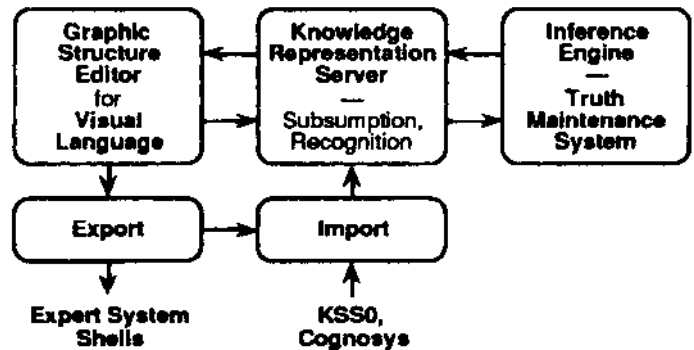 Graphic
Structure
Editor
for
Visual
Language
Knowledge
Representation
Server
—
Subsumption,
Recognition
Inference
Engine
—
Truth
Maintenance
System
Export
Import
Expert System
Shells
KSS0,
Cognosys